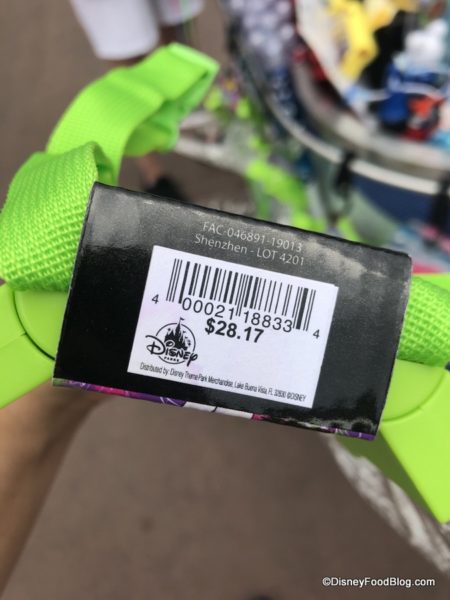 FAC-046891-19013
Shenzhen - LOT 4201
4 00021 18833 4
$28.17
Disney
PARKS
Distributed by: Disney Theme Park Merchandise, Lake Buena Vista, FL 32830 ©DISNEY
©DisneyFoodBlog.com